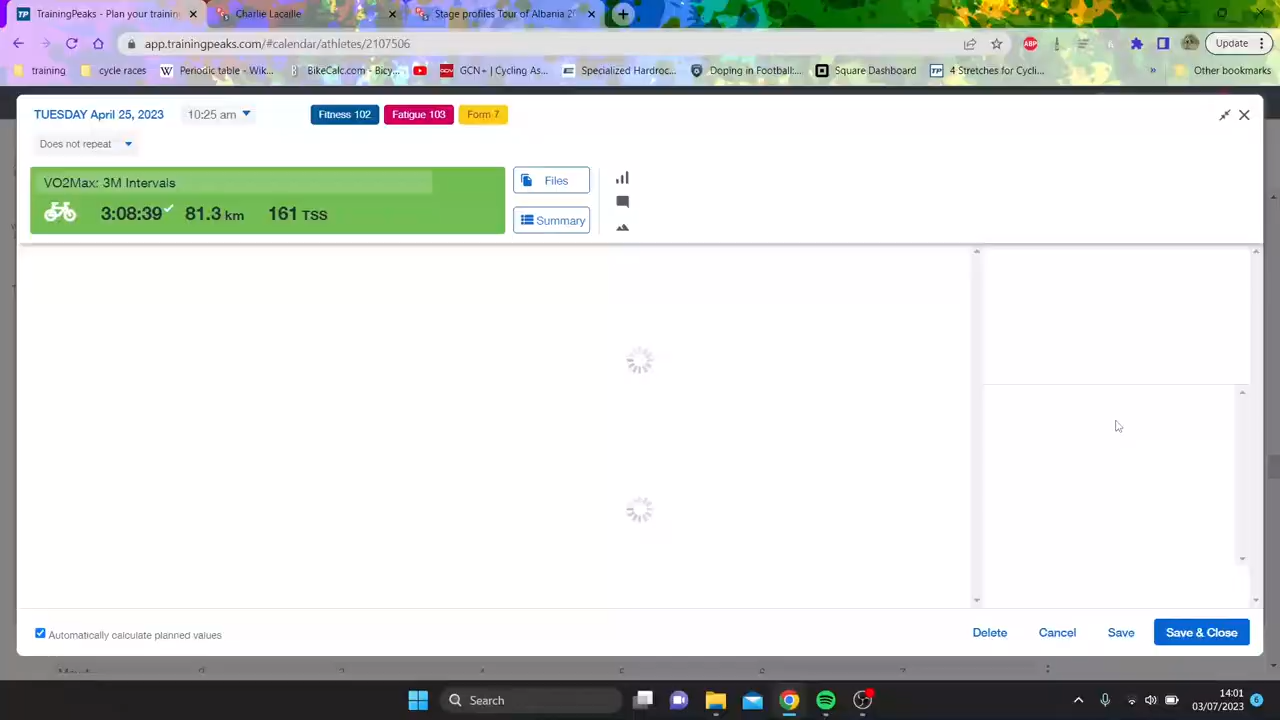 TrainingPeaks - Plan your training
Charlie Lacaille
Stage profiles Tour of Albania 20
app.trainingpeaks.com/#calendar/athletes/2107506
ABP
Update
training
cycle races
Periodic table - Wik...
BikeCalc.com - Bicy...
GCN+ | Cycling As...
Specialized Hardroc...
Doping in Football:...
Square Dashboard
4 Stretches for Cycli...
»
Other bookmarks
TUESDAY April 25, 2023
10:25 am
Fitness 102
Fatigue 103
Form 7
Does not repeat
VO2Max: 3M Intervals
3:08:39
81.3 km
161 TSS
Files
Summary
Automatically calculate planned values
Delete
Cancel
Save
Save & Close
Search
14:01
03/07/2023
6